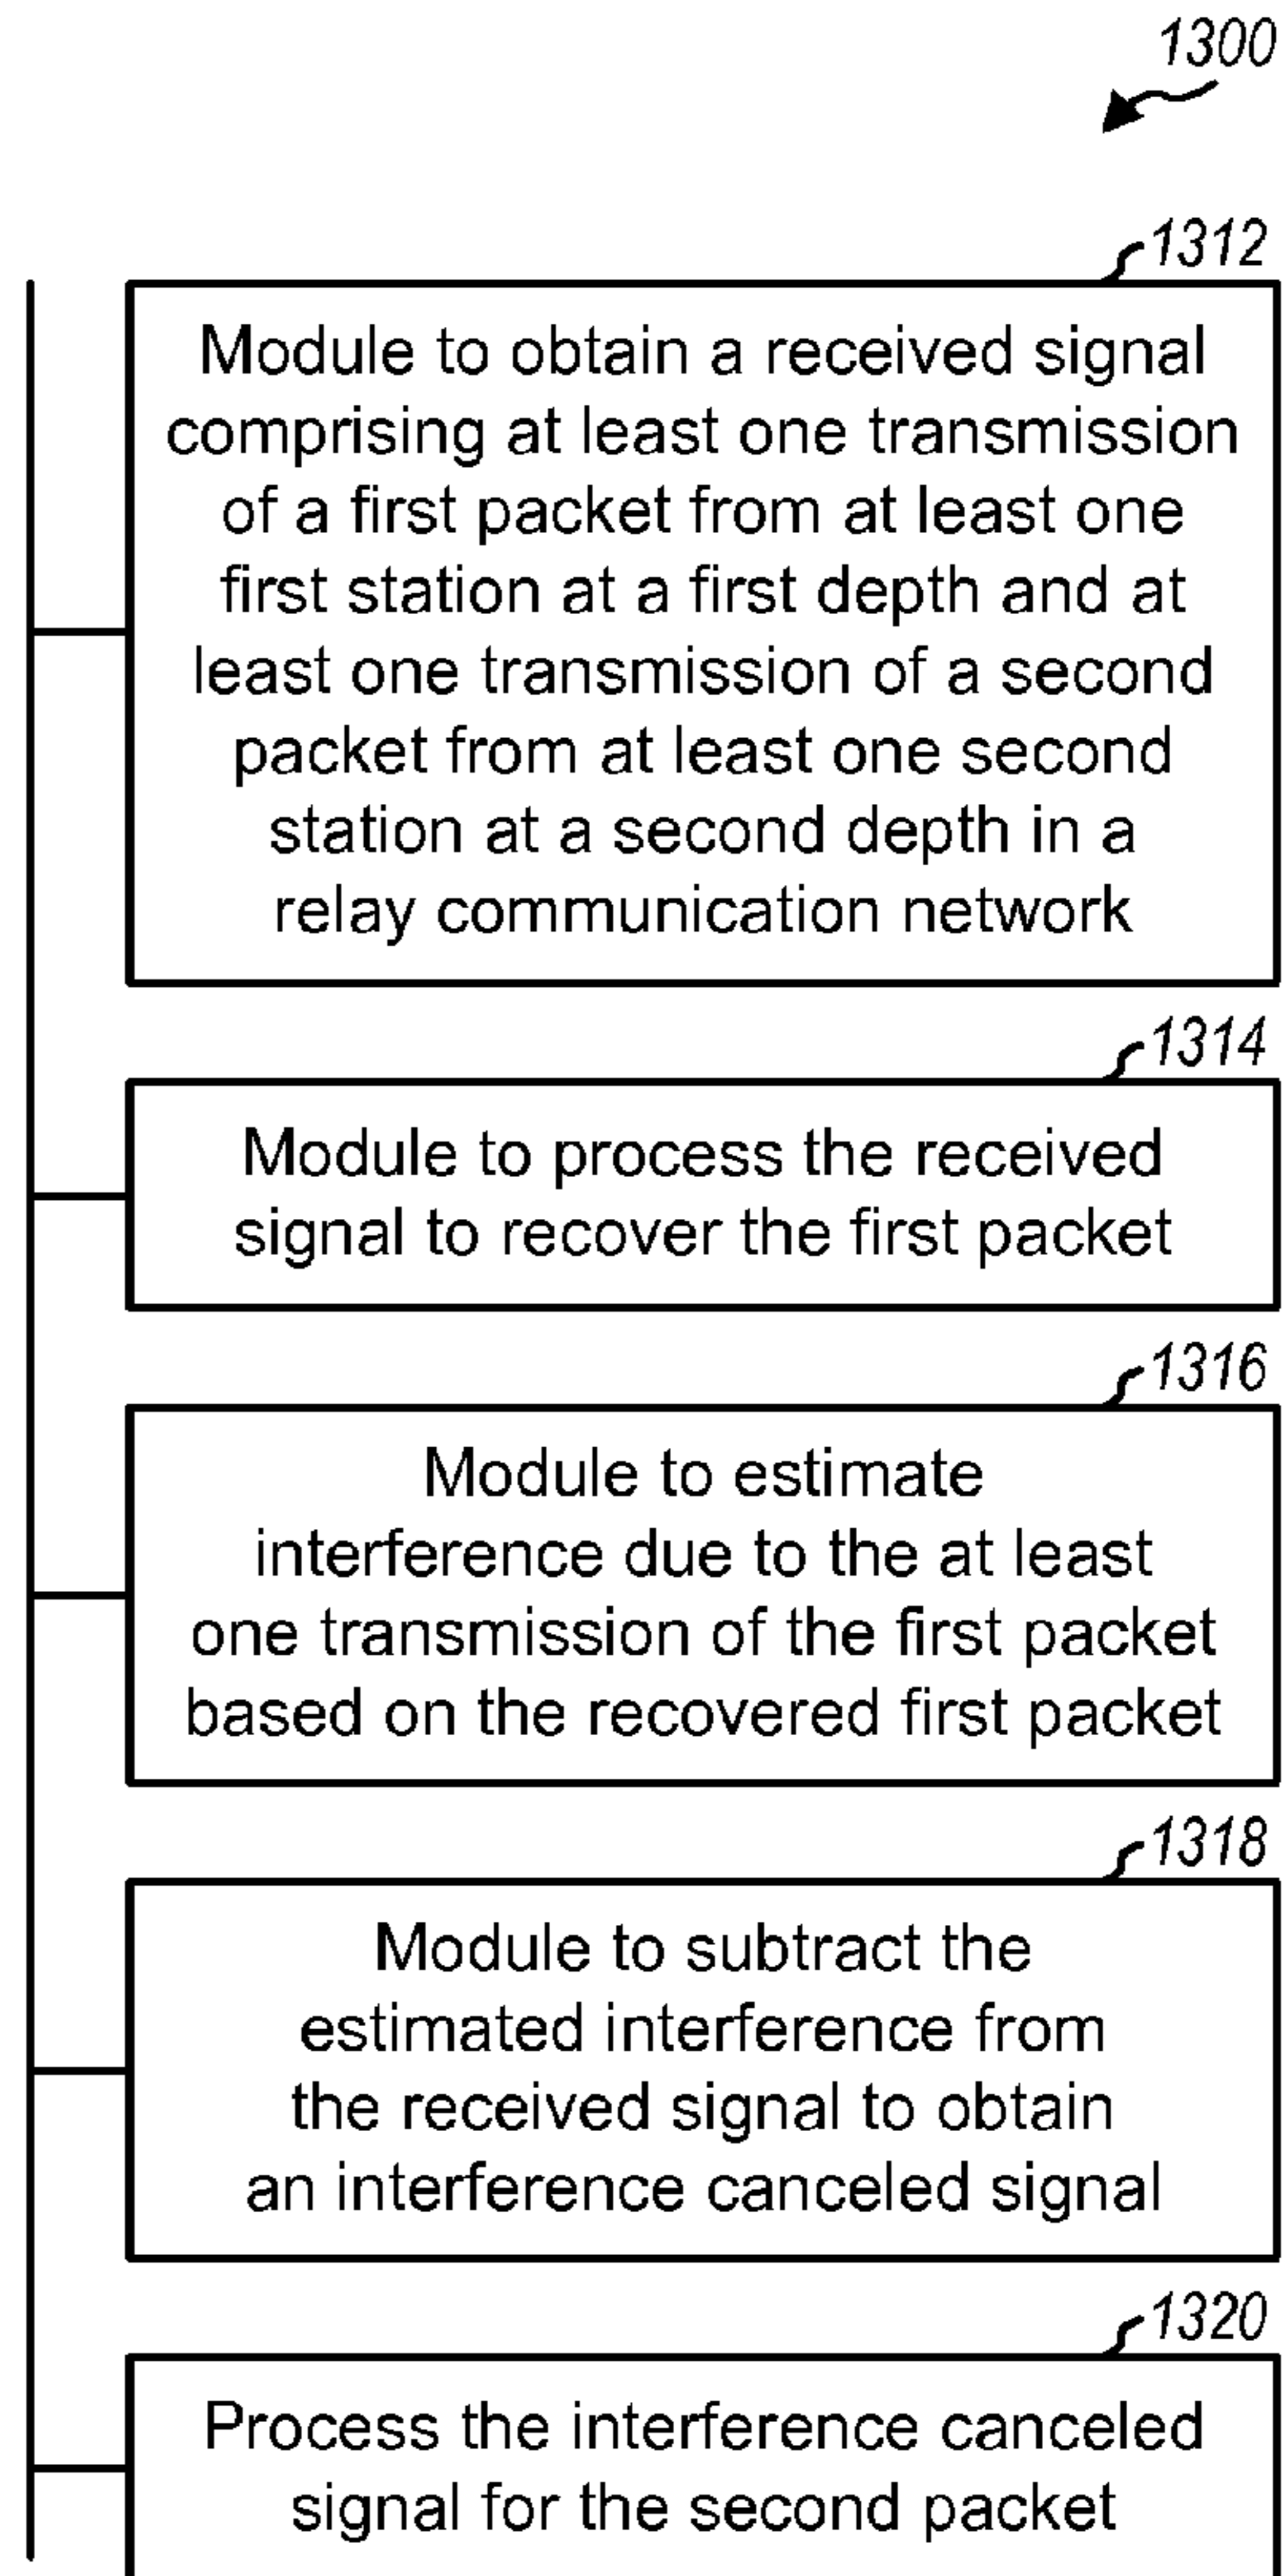 1300
1312
Module to obtain a received signal
comprising at least one transmission
of a first packet from at least one
first station at a first depth and at
least one transmission of a second
packet from at least one second
station at a second depth in a
relay communication network
1314
Module to process the received
signal to recover the first packet
1316
Module to estimate
interference due to the at least
one transmission of the first packet
based on the recovered first packet
1318
Module to subtract the
estimated interference from
the received signal to obtain
an interference canceled signal
1320
Process the interference canceled
signal for the second packet